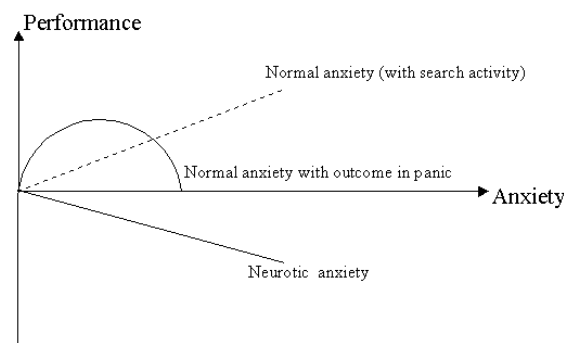 Performance
Normal anxiety (with search activity)
Normal anxiety with outcome in panic
Anxiety
Neurotic anxiety